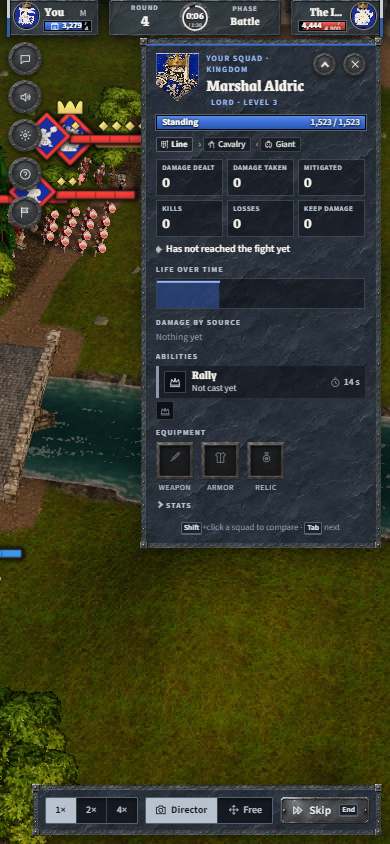 You M
3,279
ROUND
4
0:06
PHASE
Battle
The L...
4,444
YOUR SQUAD ·
KINGDOM
Marshal Aldric
LORD · LEVEL 3
Standing 1,523 / 1,523
Line › Cavalry › Giant
DAMAGE DEALT
0
DAMAGE TAKEN
0
MITIGATED
0
KILLS
0
LOSSES
0
KEEP DAMAGE
0
Has not reached the fight yet
LIFE OVER TIME
DAMAGE BY SOURCE
Nothing yet
ABILITIES
Rally
Not cast yet
14 s
EQUIPMENT
WEAPON ARMOR RELIC
STATS
Shift+click a squad to compare · Tab next
1× 2× 4× Director Free Skip End